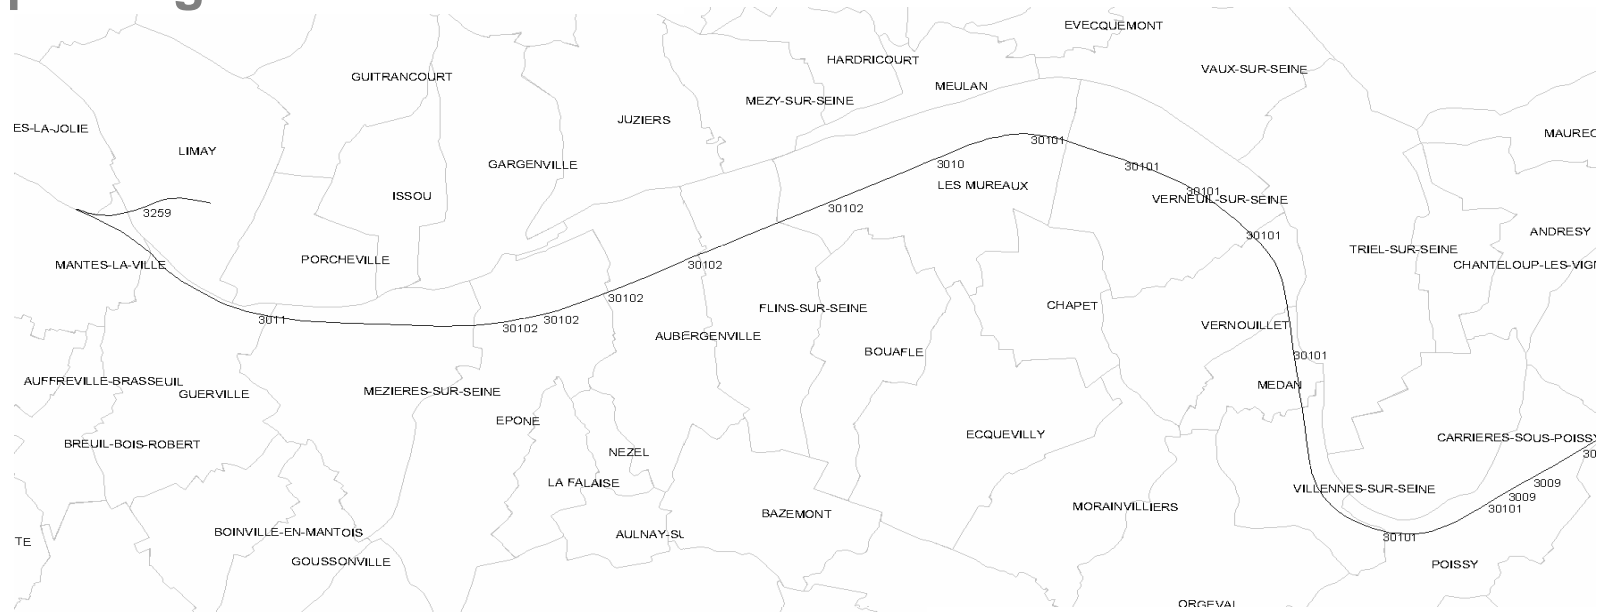 EVECQUEMONT
HARDRICOURT
VAUX-SUR-SEINE
GUITRANCOURT
MEULAN
MEZY-SUR-SEINE
JUZIERS
ES-LA-JOLIE
MAUREC
30101
LIMAY
GARGENVILLE
3010
30101
LES MUREAUX
30101
ISSOU
VERNEUIL-SUR-SEINE
30102
3259
ANDRESY
30101
TRIEL-SUR-SEINE
PORCHEVILLE
MANTES-LA-VILLE
30102
CHANTELOUP-LES-VIG
30102
CHAPET
FLINS-SUR-SEINE
3011
30102
30102
VERNOUILLET
AUBERGENVILLE
BOUAFLE
30101
AUFFREVILLE-BRASSEUIL
MEDAN
GUERVILLE
MEZIERES-SUR-SEINE
EPONE
ECQUEVILLY
CARRIERES-SOUS-POISSY
BREUIL-BOIS-ROBERT
NEZEL
30
LA FALAISE
3009
VILLENNES-SUR-SEINE
3009
MORAINVILLIERS
30101
BAZEMONT
BOINVILLE-EN-MANTOIS
AULNAY-SU
30101
TE
GOUSSONVILLE
POISSY
ORGEVAL